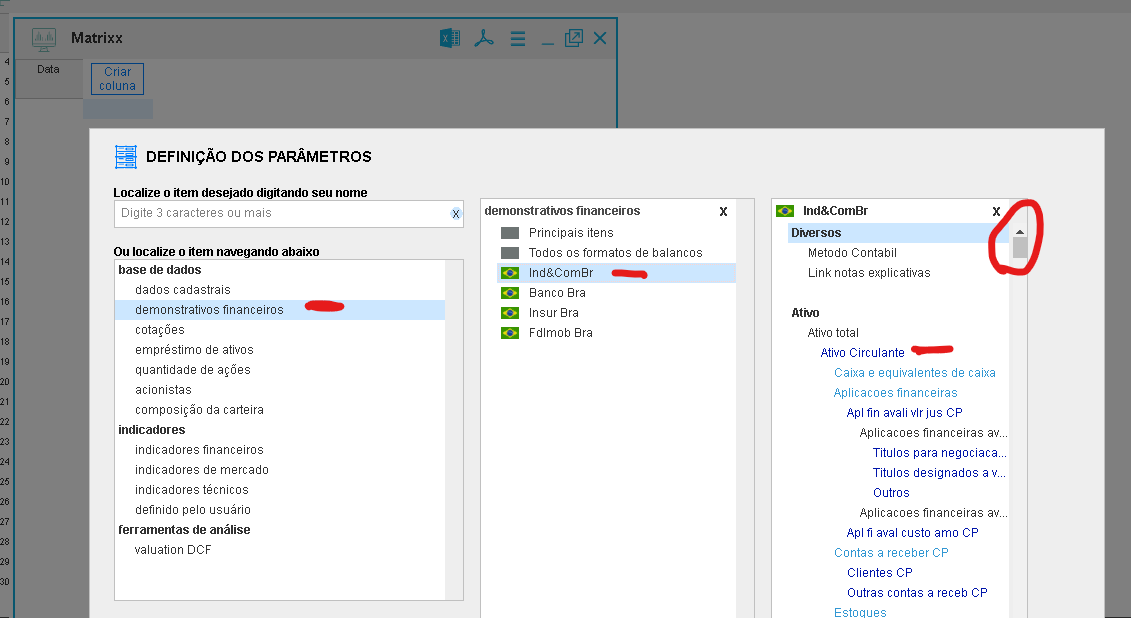 Matrixx
Data
Criar
coluna
4
5
6
7
8
9
10
11
12
13
14
15
16
17
18
19
20
21
22
23
24
25
26
27
28
29
30
DEFINIÇÃO DOS PARÂMETROS
Localize o item desejado digitando seu nome
Digite 3 caracteres ou mais
X
Ou localize o item navegando abaixo
base de dados
dados cadastrais
demonstrativos financeiros
cotações
empréstimo de ativos
quantidade de ações
acionistas
composição da carteira
indicadores
indicadores financeiros
indicadores de mercado
indicadores técnicos
definido pelo usuário
ferramentas de análise
valuation DCF
demonstrativos financeiros X
Principais itens
Todos os formatos de balancos
Ind&ComBr
Banco Bra
Insur Bra
FdImob Bra
Ind&ComBr X
Diversos
Metodo Contabil
Link notas explicativas
Ativo
Ativo total
Ativo Circulante
Caixa e equivalentes de caixa
Aplicacoes financeiras
Apl fin avali vlr jus CP
Aplicacoes financeiras av...
Titulos para negociaca...
Titulos designados a v...
Outros
Aplicacoes financeiras av...
Apl fi aval custo amo CP
Contas a receber CP
Clientes CP
Outras contas a receb CP
Estoques